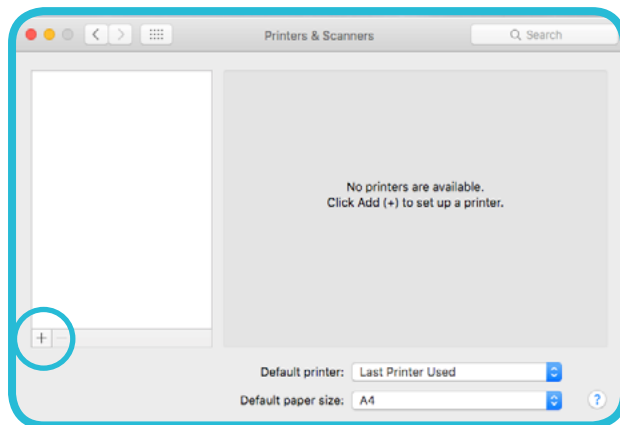 Printers & Scanners
Search
No printers are available.
Click Add (+) to set up a printer.
+ −
Default printer: Last Printer Used
Default paper size: A4
?